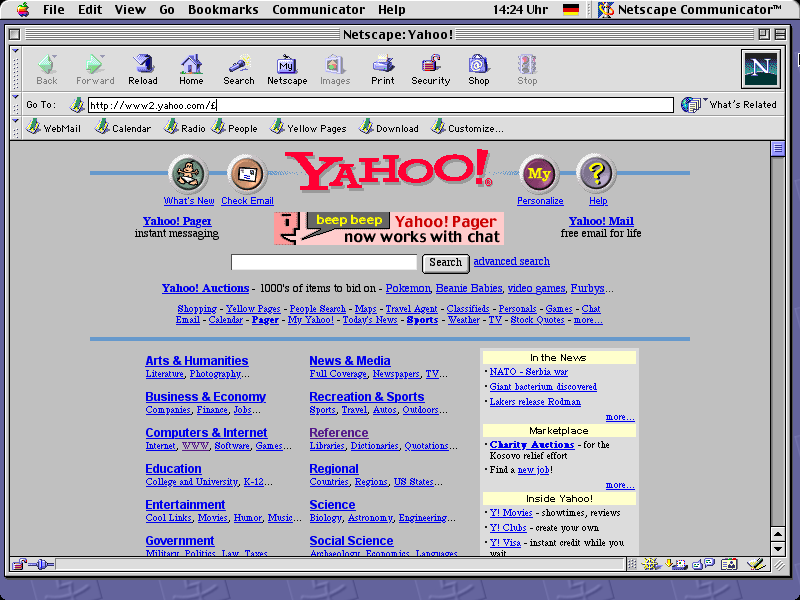 File Edit View Go Bookmarks Communicator Help 14:24 Uhr Netscape Communicator™
Netscape: Yahoo!
Back Forward Reload Home Search Netscape Images Print Security Shop Stop
My
N
Go To: http://www2.yahoo.com/£ What's Related
WebMail Calendar Radio People Yellow Pages Download Customize...
YAHOO!®
My ?
What's New Check Email Personalize Help
Yahoo! Pager
instant messaging
beep beep Yahoo! Pager
now works with chat
Yahoo! Mail
free email for life
Search advanced search
Yahoo! Auctions - 1000's of items to bid on - Pokemon, Beanie Babies, video games, Furbys...
Shopping - Yellow Pages - People Search - Maps - Travel Agent - Classifieds - Personals - Games - Chat
Email - Calendar - Pager - My Yahoo! - Today's News - Sports - Weather - TV - Stock Quotes - more...
Arts & Humanities
Literature, Photography...
Business & Economy
Companies, Finance, Jobs...
Computers & Internet
Internet, WWW, Software, Games...
Education
College and University, K-12...
Entertainment
Cool Links, Movies, Humor, Music...
Government
Military, Politics, Law, Taxes
News & Media
Full Coverage, Newspapers, TV...
Recreation & Sports
Sports, Travel, Autos, Outdoors...
Reference
Libraries, Dictionaries, Quotations...
Regional
Countries, Regions, US States...
Science
Biology, Astronomy, Engineering...
Social Science
Archaeology, Economics, Languages
In the News
· NATO - Serbia war
· Giant bacterium discovered
· Lakers release Rodman
more...
Marketplace
· Charity Auctions - for the
Kosovo relief effort
· Find a new job!
more...
Inside Yahoo!
· Y! Movies - showtimes, reviews
· Y! Clubs - create your own
· Y! Visa - instant credit while you
wait